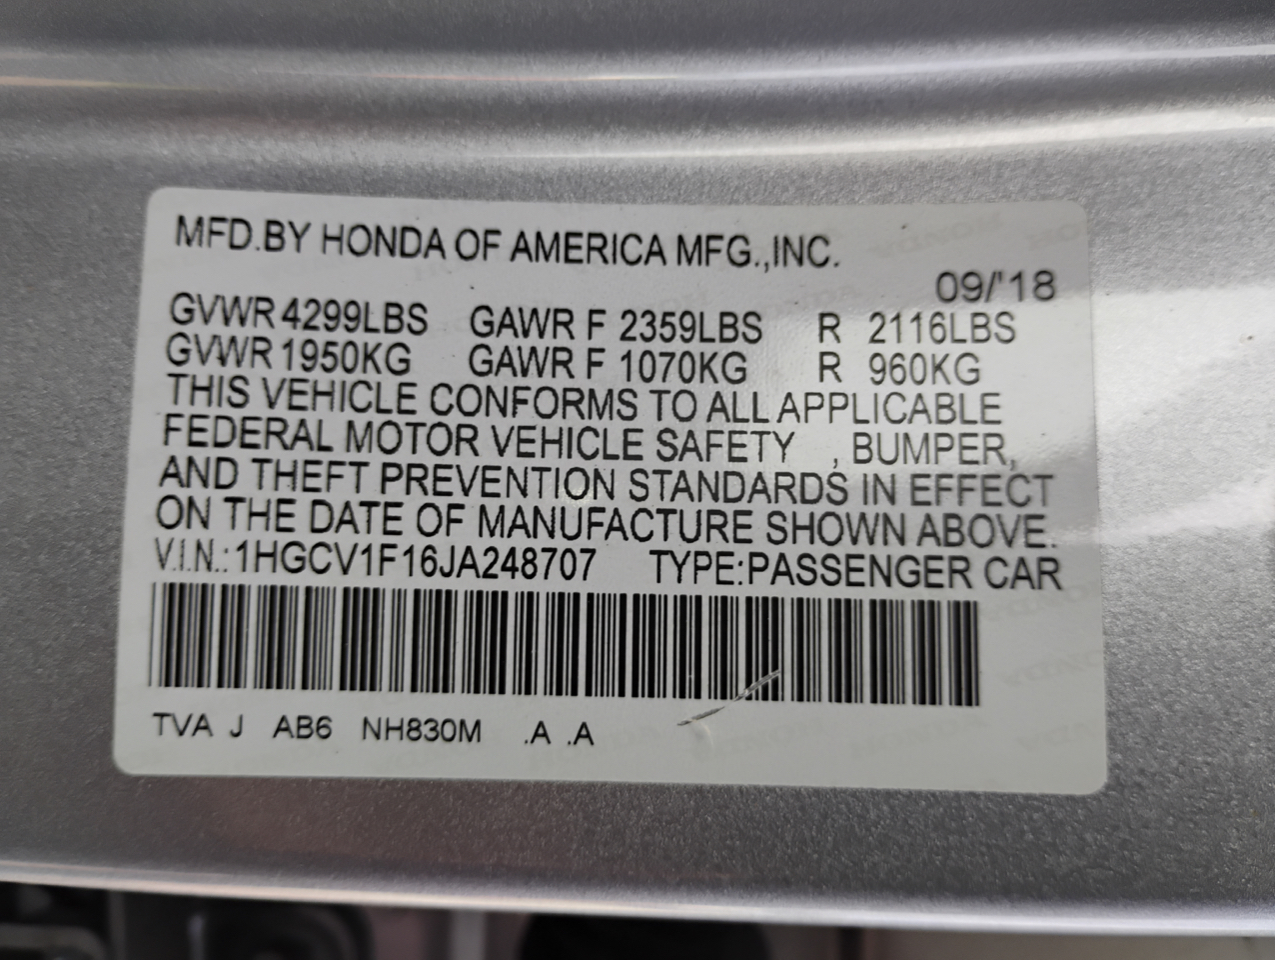 MFD.BY HONDA OF AMERICA MFG.,INC.
09/'18
GVWR 4299LBS GAWR F 2359LBS R 2116LBS
GVWR 1950KG GAWR F 1070KG R 960KG
THIS VEHICLE CONFORMS TO ALL APPLICABLE
FEDERAL MOTOR VEHICLE SAFETY , BUMPER,
AND THEFT PREVENTION STANDARDS IN EFFECT
ON THE DATE OF MANUFACTURE SHOWN ABOVE.
V.I.N.: 1HGCV1F16JA248707 TYPE:PASSENGER CAR
TVA J AB6 NH830M .A .A